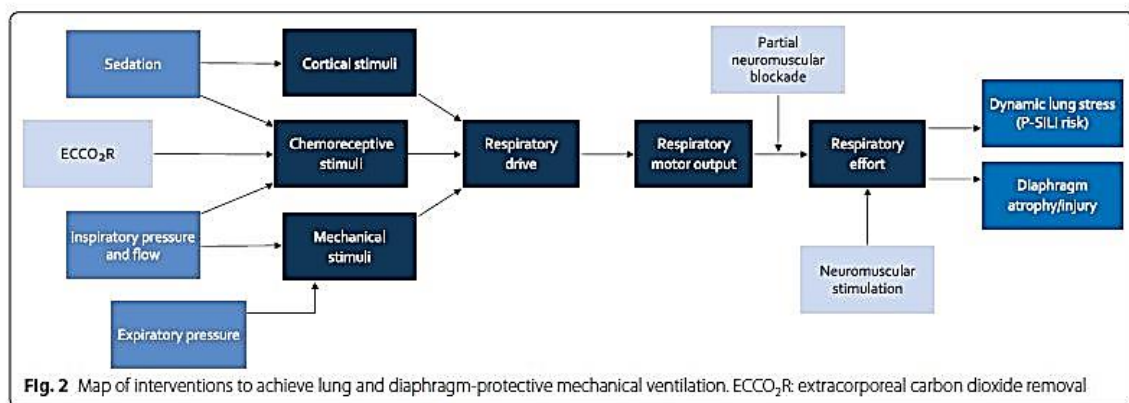 Sedation
Cortical stimuli
Partial
neuromuscular
blockade
ECCO₂R
Chemoreceptive
stimuli
Respiratory
drive
Respiratory
motor output
Respiratory
effort
Dynamic lung stress
(P-SILI risk)
Diaphragm
atrophy/injury
Inspiratory pressure
and flow
Mechanical
stimuli
Neuromuscular
stimulation
Expiratory pressure
Fig. 2 Map of interventions to achieve lung and diaphragm-protective mechanical ventilation. ECCO₂R: extracorporeal carbon dioxide removal